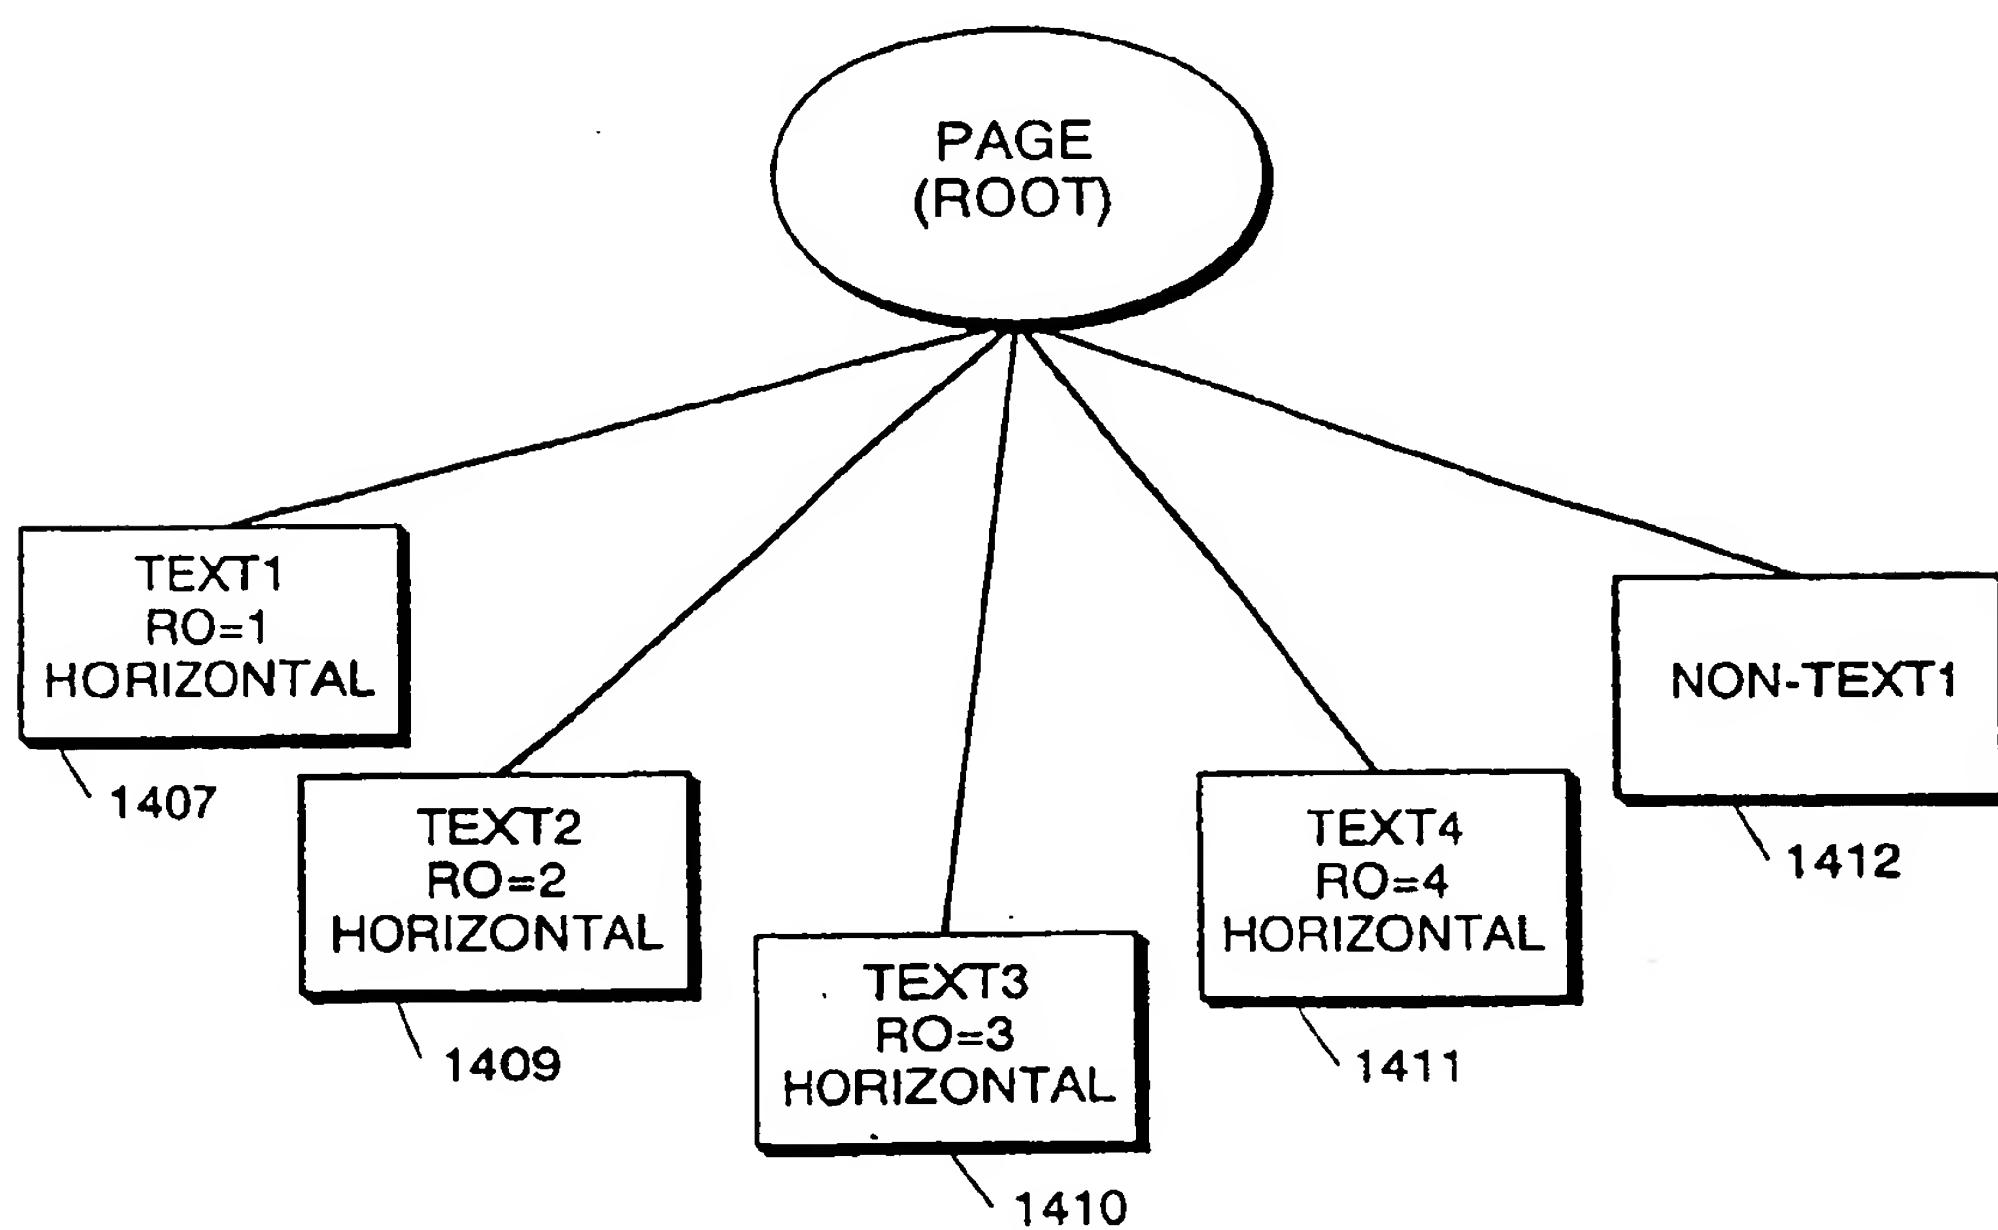 PAGE
(ROOT)
TEXT1
RO=1
HORIZONTAL
1407
TEXT2
RO=2
HORIZONTAL
1409
TEXT3
RO=3
HORIZONTAL
1410
TEXT4
RO=4
HORIZONTAL
1411
NON-TEXT1
1412